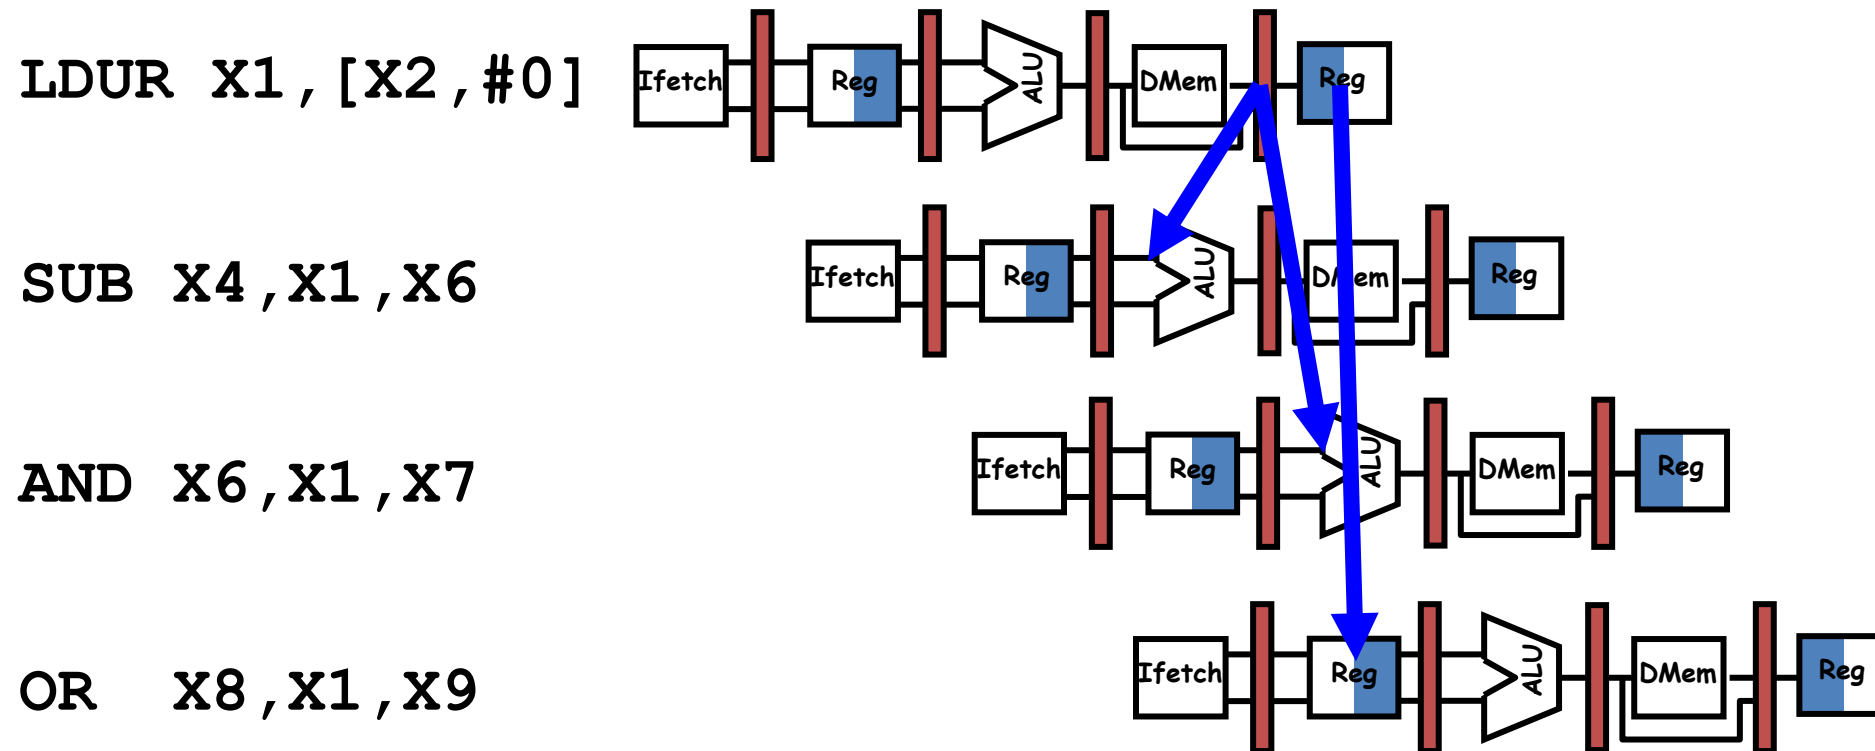 LDUR X1,[X2,#0] Ifetch Reg ALU DMem Reg
SUB X4,X1,X6 Ifetch Reg ALU DMem Reg
AND X6,X1,X7 Ifetch Reg ALU DMem Reg
OR X8,X1,X9 Ifetch Reg ALU DMem Reg